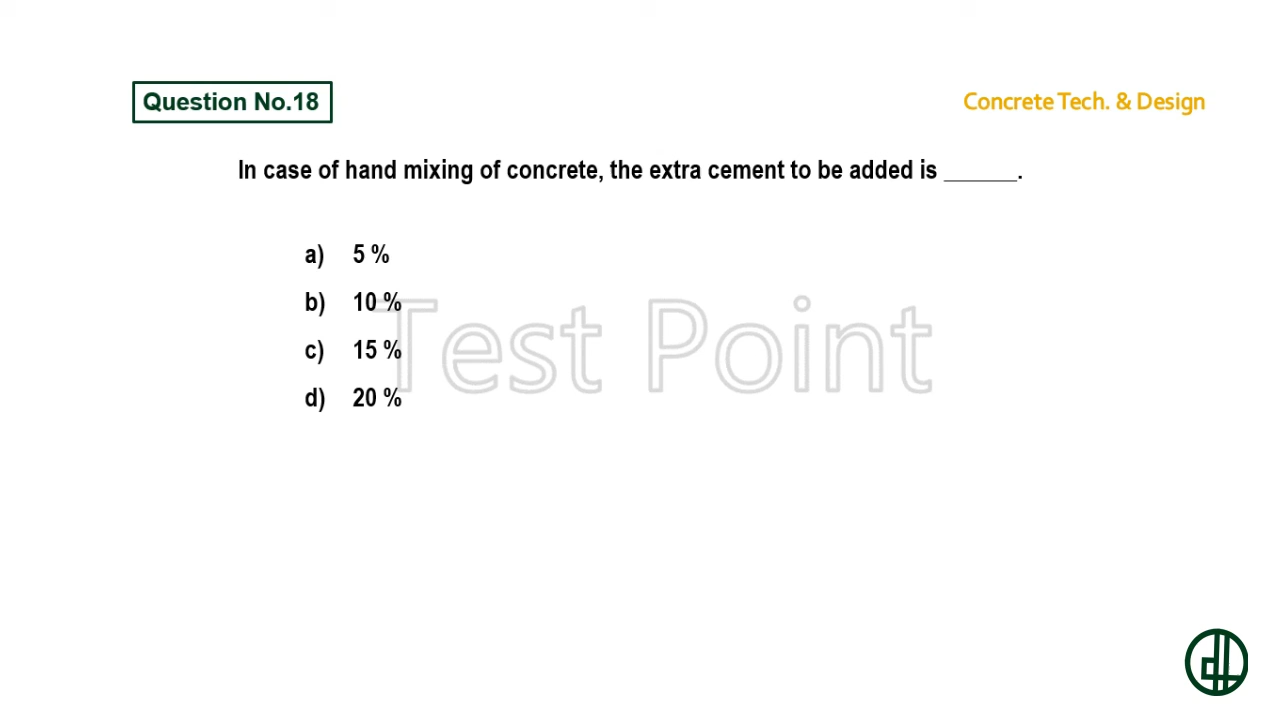 Question No.18
Concrete Tech. & Design
In case of hand mixing of concrete, the extra cement to be added is ______.
a) 5 %
b) 10 %
c) 15 %
d) 20 %
Test Point